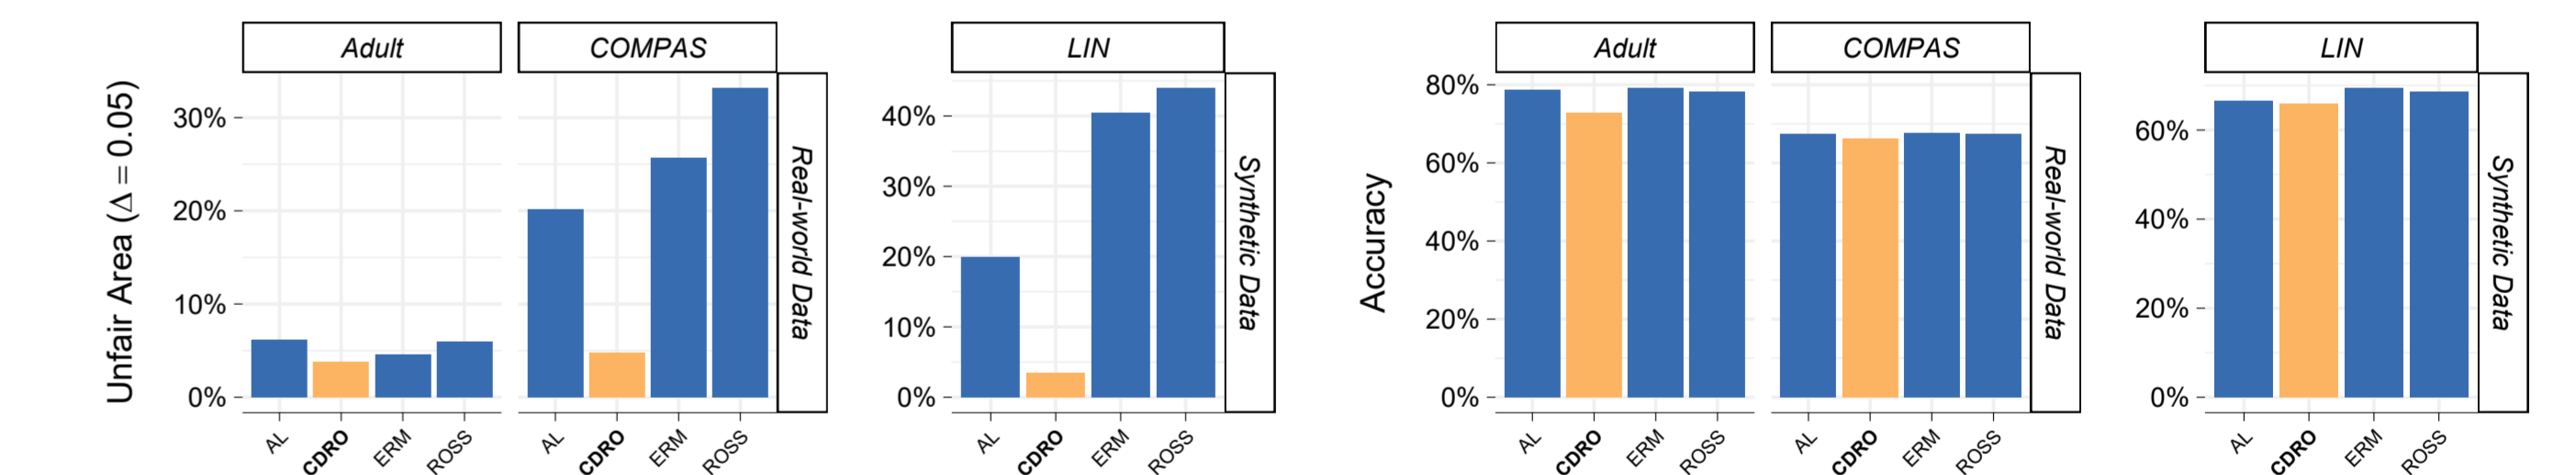 Adult
COMPAS
Unfair Area (Δ = 0.05)
30%
20%
10%
0%
AL
CDRO
ERM
ROSS
AL
CDRO
ERM
ROSS
Real-world Data
LIN
40%
30%
20%
10%
0%
AL
CDRO
ERM
ROSS
Synthetic Data
Adult
COMPAS
Accuracy
80%
60%
40%
20%
0%
AL
CDRO
ERM
ROSS
AL
CDRO
ERM
ROSS
Real-world Data
LIN
60%
40%
20%
0%
AL
CDRO
ERM
ROSS
Synthetic Data